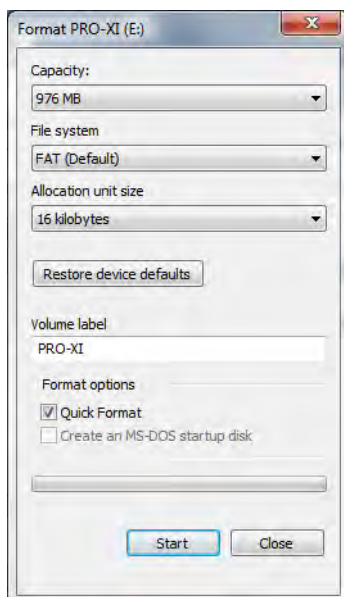 Format PRO-XI (E:)
Capacity:
976 MB
File system
FAT (Default)
Allocation unit size
16 kilobytes
Restore device defaults
Volume label
PRO-XI
Format options
Quick Format
Create an MS-DOS startup disk
Start Close